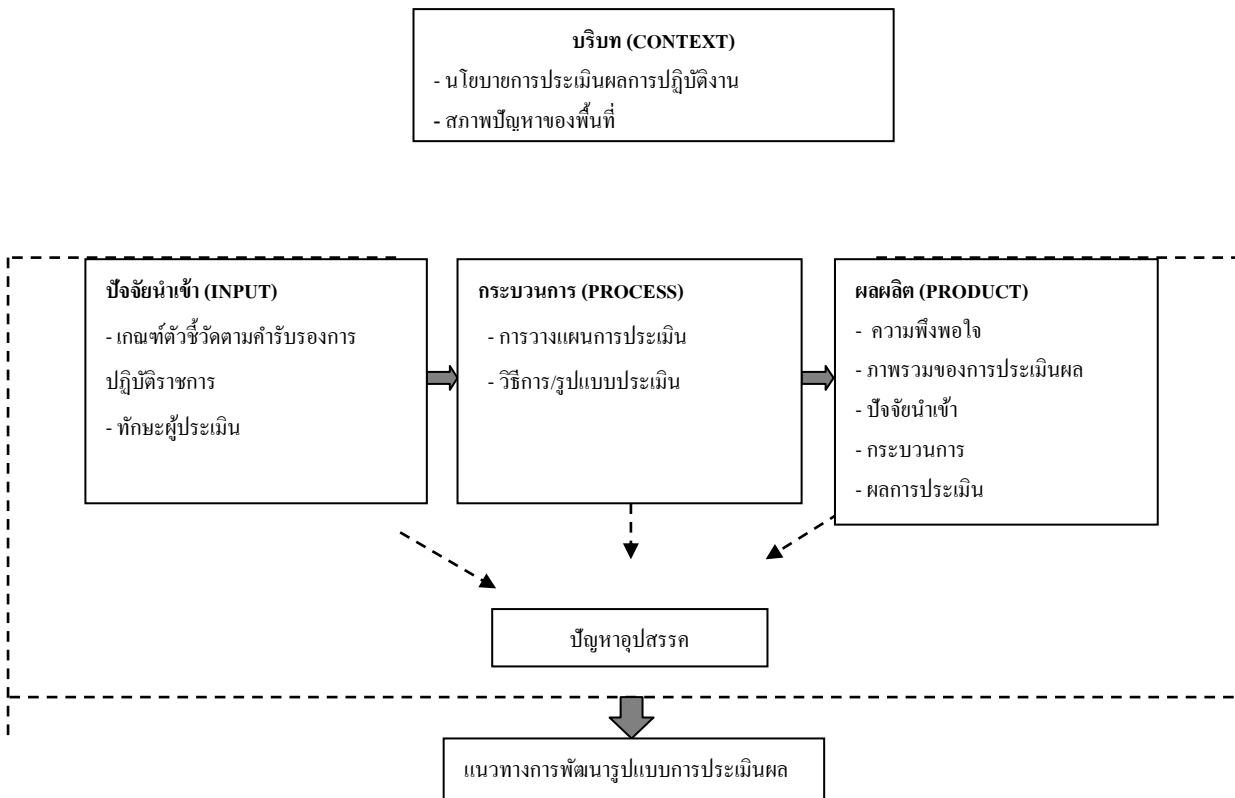 บริบท (CONTEXT)
- นโยบายการประเมินผลการปฏิบัติงาน
- สภาพปัญหาของพื้นที่
ปัจจัยนำเข้า (INPUT)
- เกณฑ์ตัวชี้วัดตามคำรับรองการ
ปฏิบัติราชการ
- ทักษะผู้ประเมิน
กระบวนการ (PROCESS)
- การวางแผนการประเมิน
- วิธีการ/รูปแบบประเมิน
ผลผลิต (PRODUCT)
- ความพึงพอใจ
- ภาพรวมของการประเมินผล
- ปัจจัยนำเข้า
- กระบวนการ
- ผลการประเมิน
ปัญหาอุปสรรค
แนวทางการพัฒนารูปแบบการประเมินผล